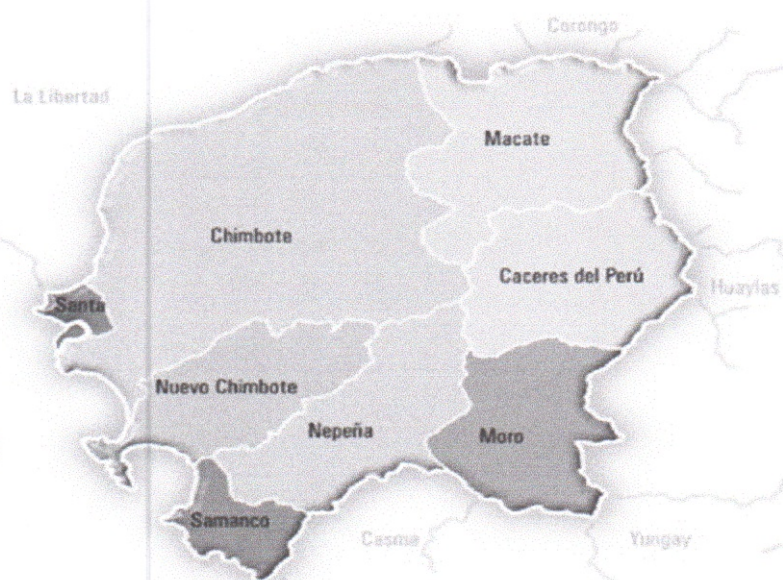 Corongo
La Libertad
Macate
Chimbote
Caceres del Perú
Huaylas
Santa
Nuevo Chimbote
Nepeña
Moro
Samanco
Casma
Yungay